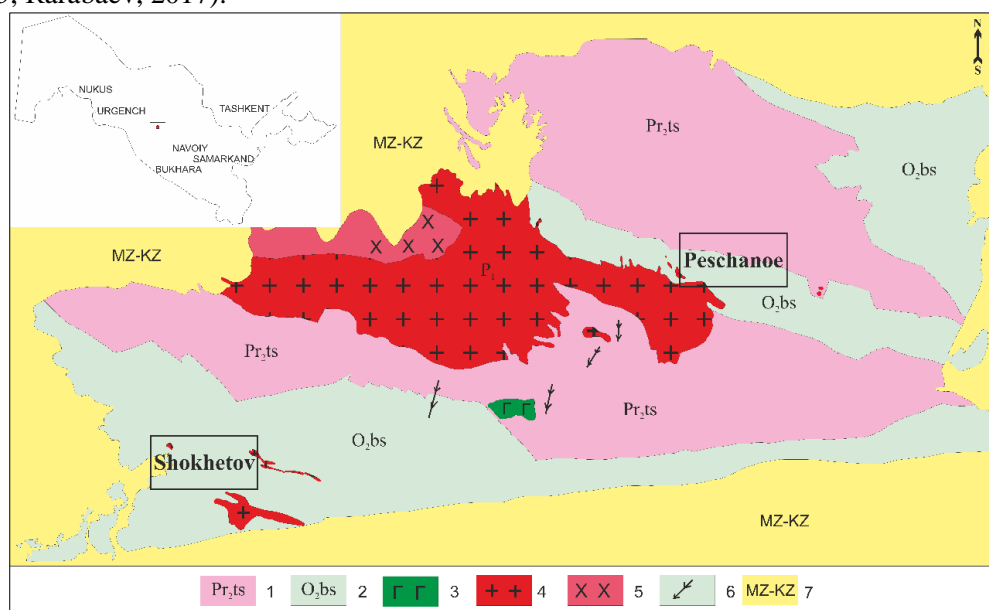 , Karabaev, 2017).
N
S
NUKUS
URGENCH
TASHKENT
NAVOIY
SAMARKAND
BUKHARA
MZ-KZ
Pr₂ts
O₂bs
X
X X X
MZ-KZ
P₁
Peschanoe
O₂bs
Pr₂ts
Pr₂ts
Γ Γ
O₂bs
Shokhetov
MZ-KZ
Pr₂ts 1 O₂bs 2 Γ Γ 3 + + 4 X X 5 6 MZ-KZ 7